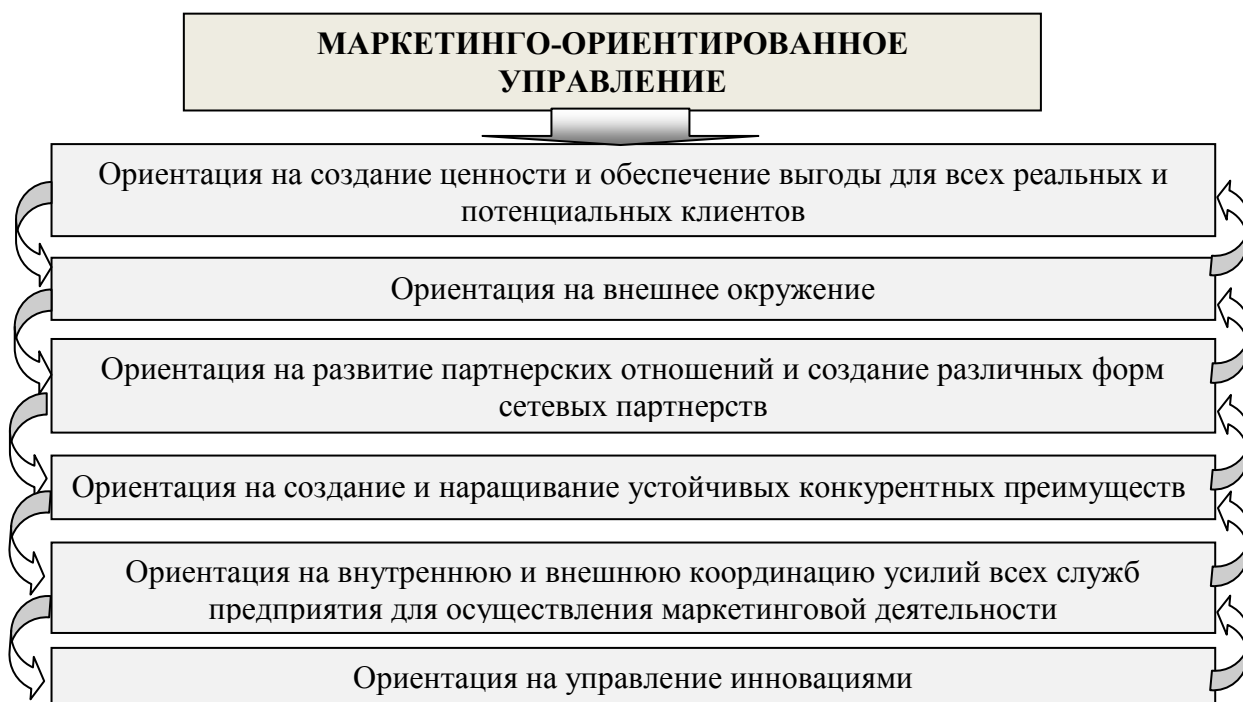 МАРКЕТИНГО-ОРИЕНТИРОВАННОЕ
УПРАВЛЕНИЕ
Ориентация на создание ценности и обеспечение выгоды для всех реальных и
потенциальных клиентов
Ориентация на внешнее окружение
Ориентация на развитие партнерских отношений и создание различных форм
сетевых партнерств
Ориентация на создание и наращивание устойчивых конкурентных преимуществ
Ориентация на внутреннюю и внешнюю координацию усилий всех служб
предприятия для осуществления маркетинговой деятельности
Ориентация на управление инновациями